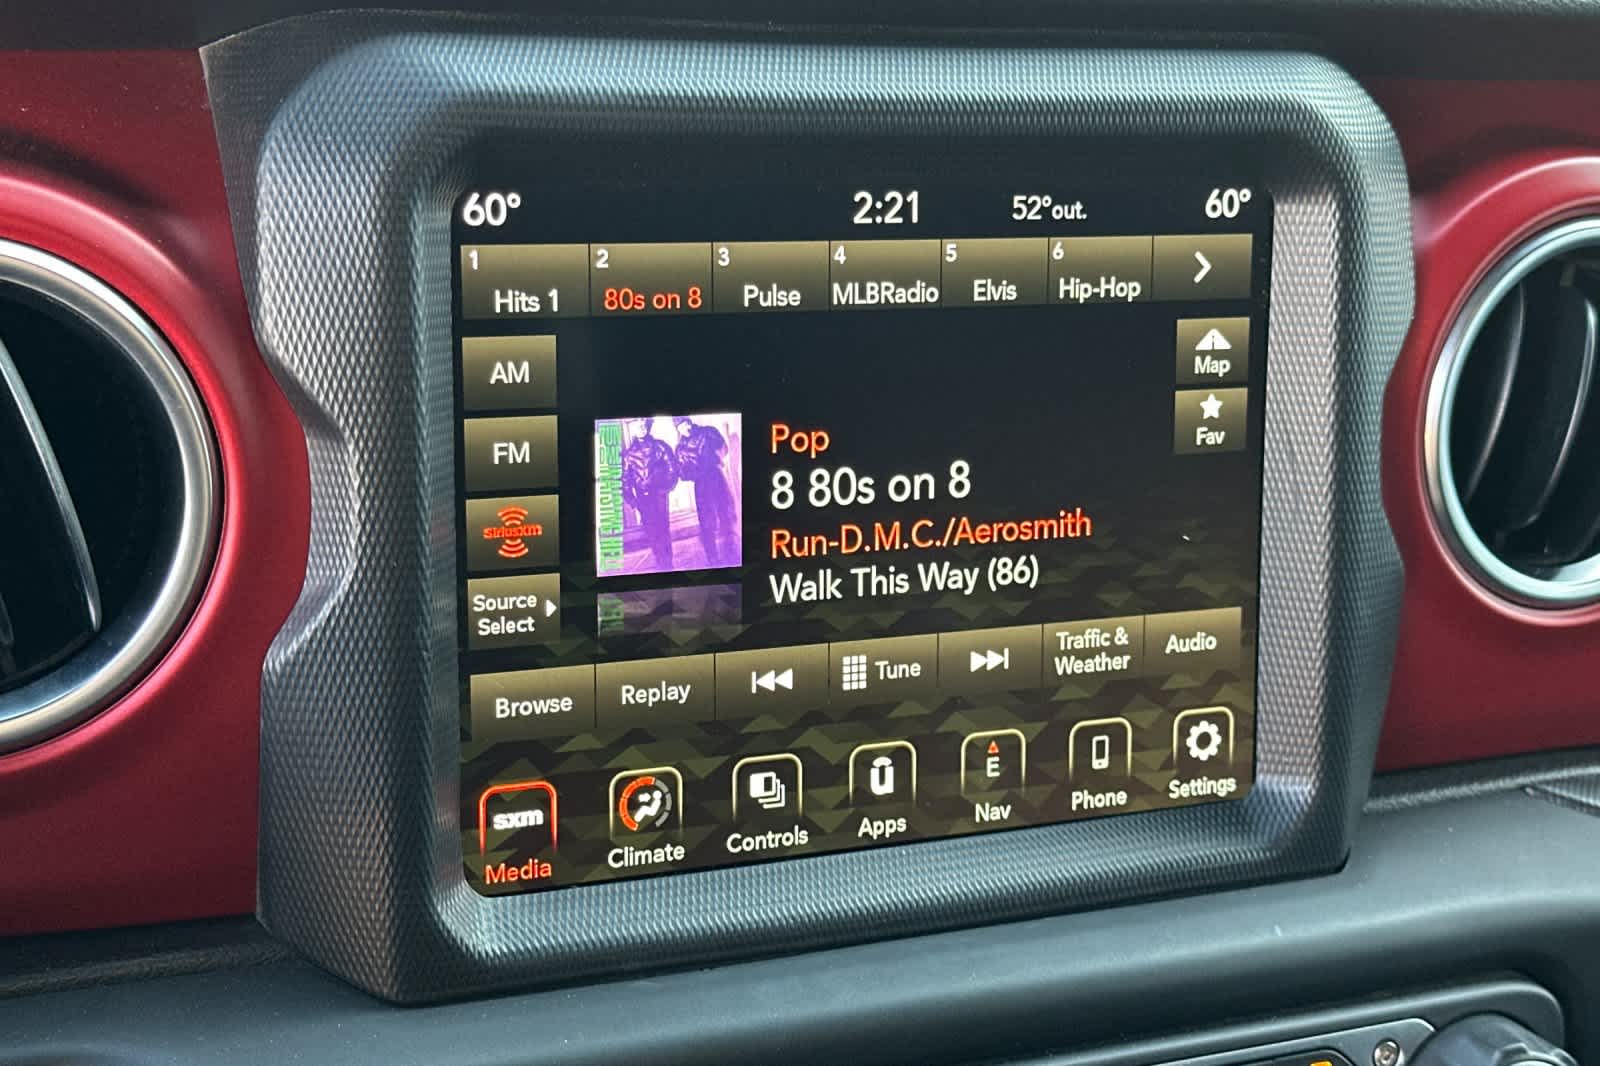 60° 2:21 52°out. 60°
1 Hits 1
2 80s on 8
3 Pulse
4 MLBRadio
5 Elvis
6 Hip-Hop
AM
FM
siriusxm
Source
Select
RAISING HELL
Pop
8 80s on 8
Run-D.M.C./Aerosmith
Walk This Way (86)
Map
Fav
Browse
Replay
Tune
Traffic &
Weather
Audio
sxm
Media
Climate
Controls
ū
Apps
E
Nav
Phone
Settings